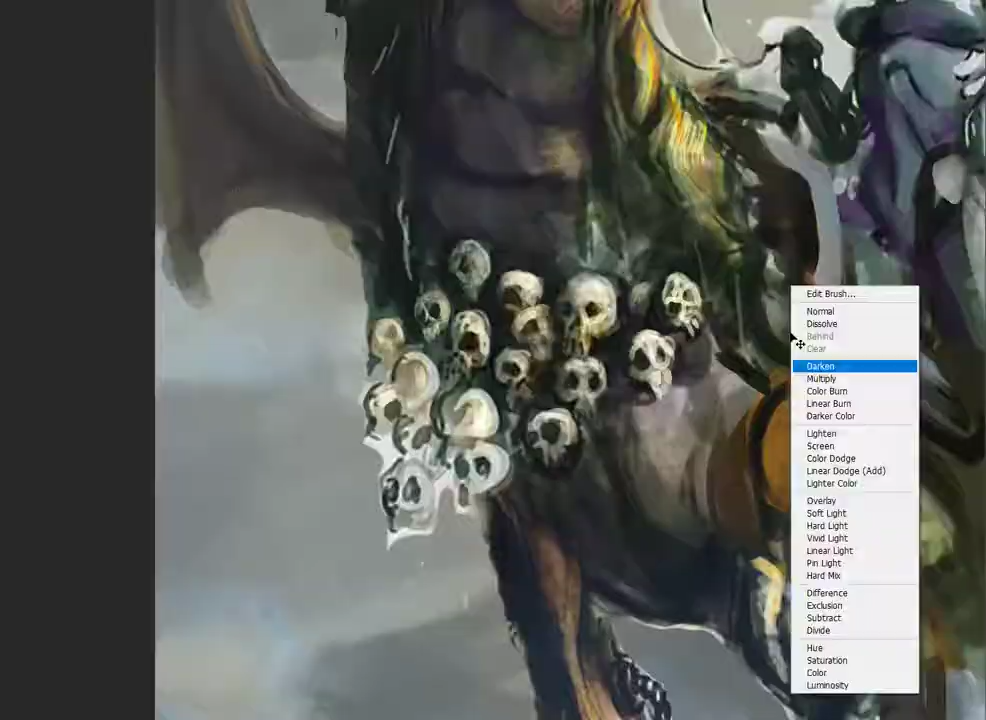 Edit Brush...
Normal
Dissolve
Behind
Clear
Darken
Multiply
Color Burn
Linear Burn
Darker Color
Lighten
Screen
Color Dodge
Linear Dodge (Add)
Lighter Color
Overlay
Soft Light
Hard Light
Vivid Light
Linear Light
Pin Light
Hard Mix
Difference
Exclusion
Subtract
Divide
Hue
Saturation
Color
Luminosity